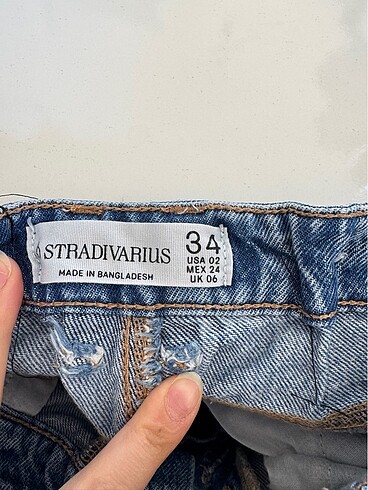 STRADIVARIUS
MADE IN BANGLADESH
34
USA 02
MEX 24
UK 06